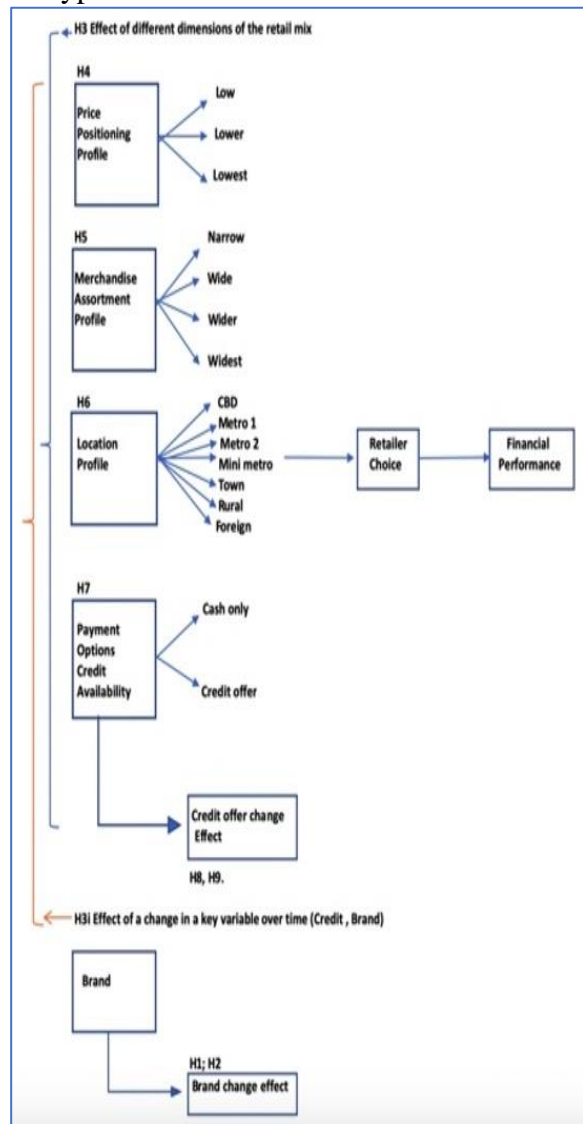 H3 Effect of different dimensions of the retail mix
H4
Price
Positioning
Profile
Low
Lower
Lowest
H5
Merchandise
Assortment
Profile
Narrow
Wide
Wider
Widest
H6
Location
Profile
CBD
Metro 1
Metro 2
Mini metro
Town
Rural
Foreign
Retailer
Choice
Financial
Performance
H7
Payment
Options
Credit
Availability
Cash only
Credit offer
Credit offer change
Effect
H8, H9.
H3i Effect of a change in a key variable over time (Credit , Brand)
Brand
H1; H2
Brand change effect